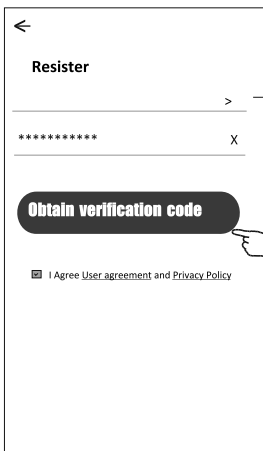 Resister
>
*********** X
Obtain verification code
I Agree User agreement and Privacy Policy